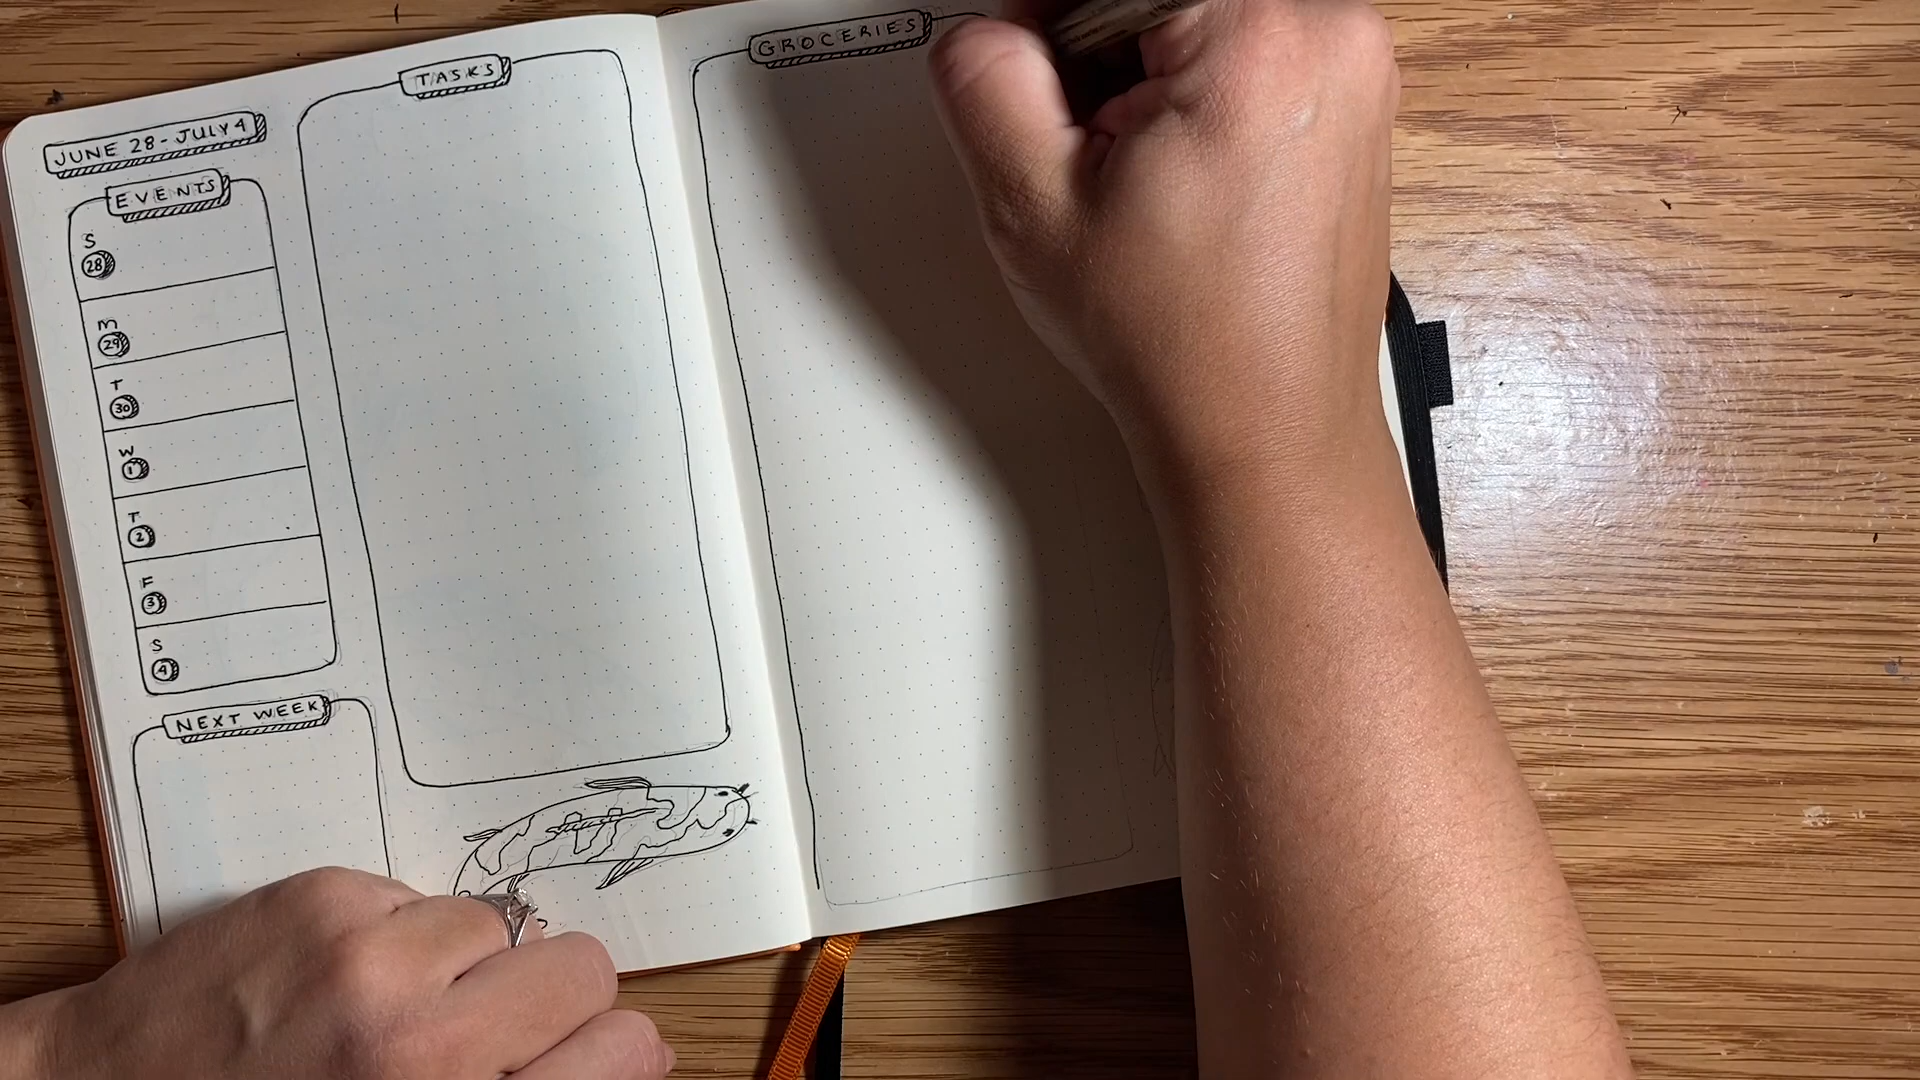 JUNE 28 - JULY 4
EVENTS
S
28
M
29
T
30
W
1
T
2
F
3
S
4
NEXT WEEK
TASKS
GROCERIES